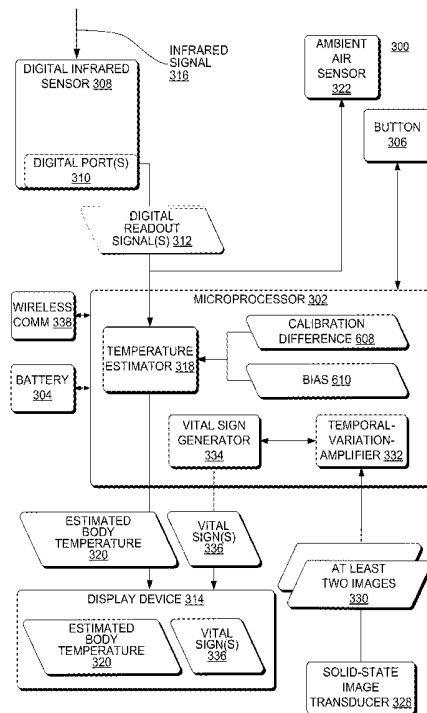 INFRARED
SIGNAL
316
AMBIENT
AIR
SENSOR
322
300
DIGITAL INFRARED
SENSOR 308
BUTTON
306
DIGITAL PORT(S)
310
DIGITAL
READOUT
SIGNAL(S) 312
WIRELESS
COMM 338
MICROPROCESSOR 302
CALIBRATION
DIFFERENCE 608
TEMPERATURE
ESTIMATOR 318
BATTERY
304
BIAS 610
VITAL SIGN
GENERATOR
334
TEMPORAL-
VARIATION-
AMPLIFIER 332
ESTIMATED
BODY
TEMPERATURE
320
VITAL
SIGN(S)
336
AT LEAST
TWO IMAGES
330
DISPLAY DEVICE 314
ESTIMATED BODY
TEMPERATURE
320
VITAL
SIGN(S)
336
SOLID-STATE
IMAGE
TRANSDUCER 328